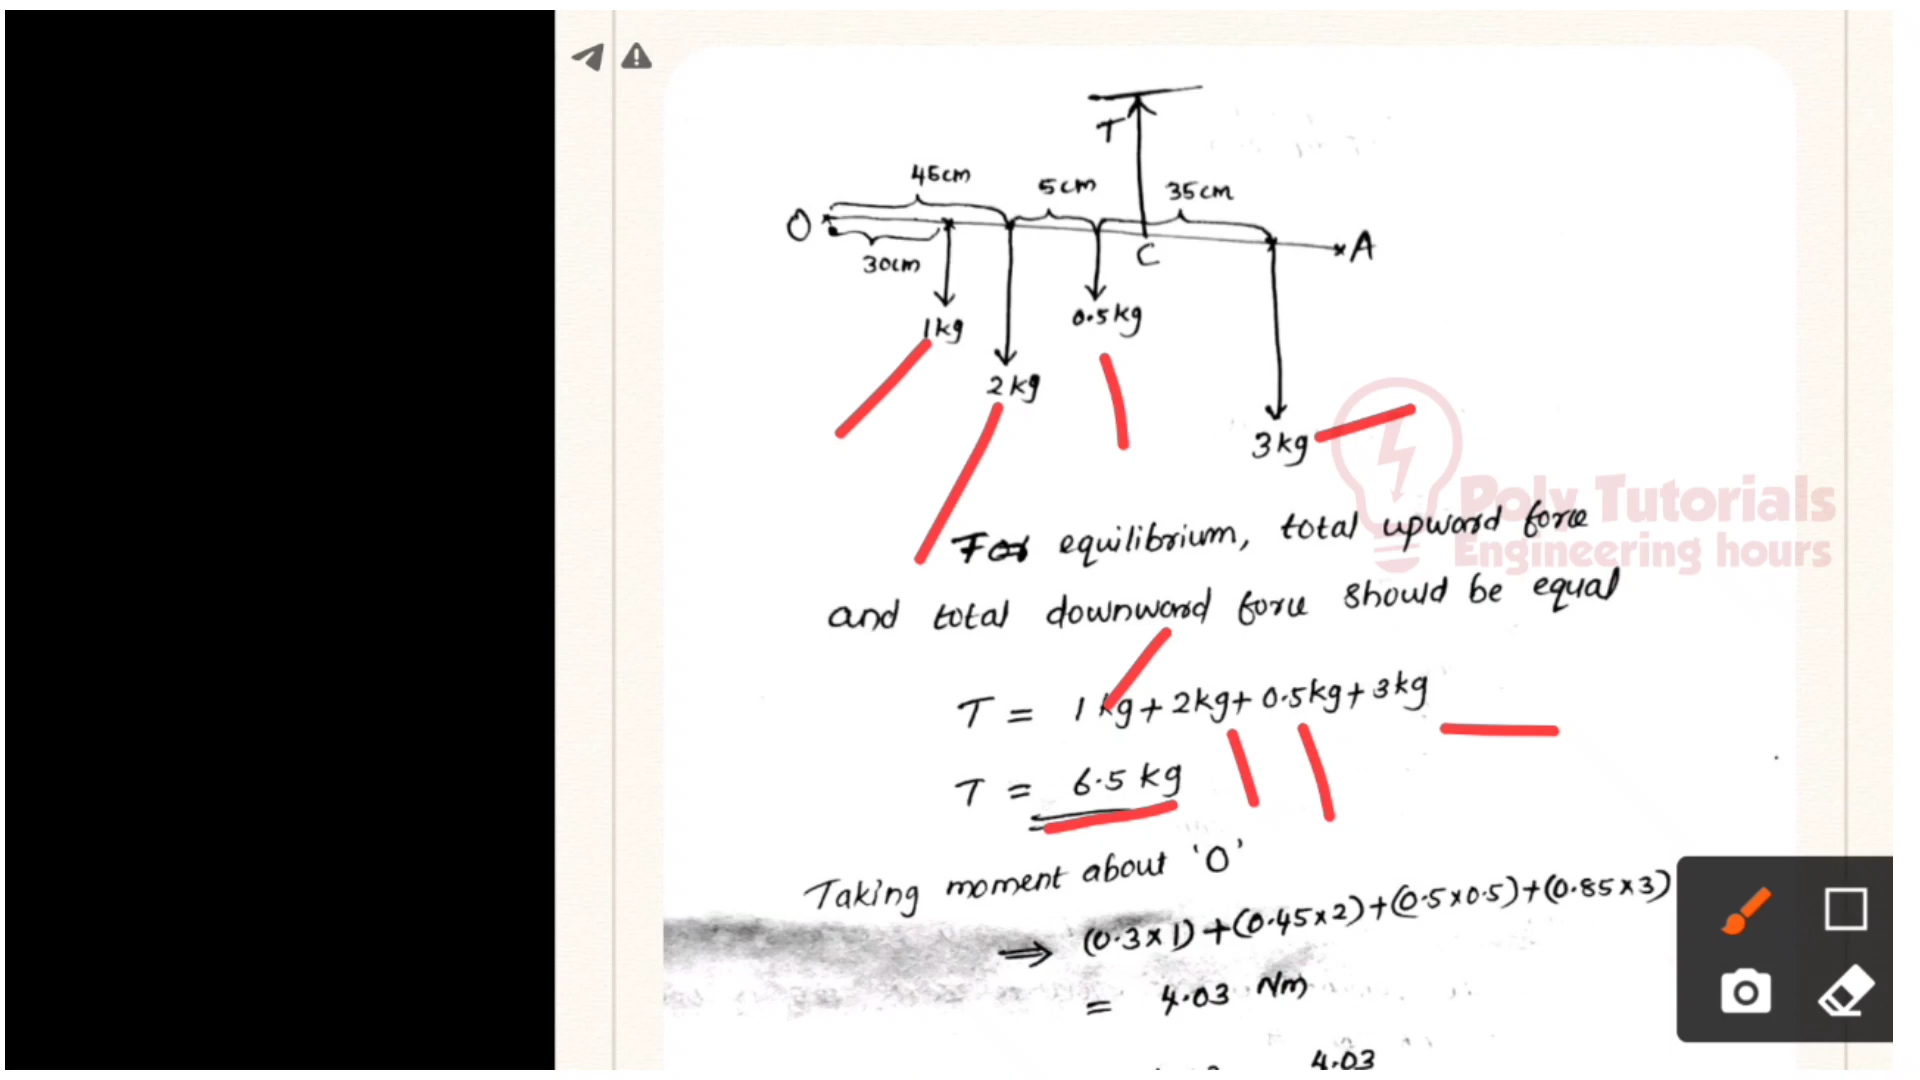 T
45cm
5cm
35cm
O
C
A
30cm
1kg
0.5kg
2kg
3kg
Poly Tutorials
Engineering hours
For equilibrium, total upward force
and total downward force should be equal
T = 1kg+2kg+0.5kg+3kg
T = 6.5 kg
Taking moment about 'O'
⇒ (0.3×1)+(0.45×2)+(0.5×0.5)+(0.85×3)
= 4.03 Nm
4.03